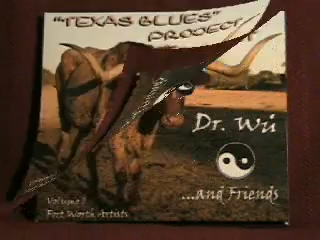 "TEXAS BLUES"
PROJECT
Dr. Wu
...and Friends
Volume
Fort Worth Artists